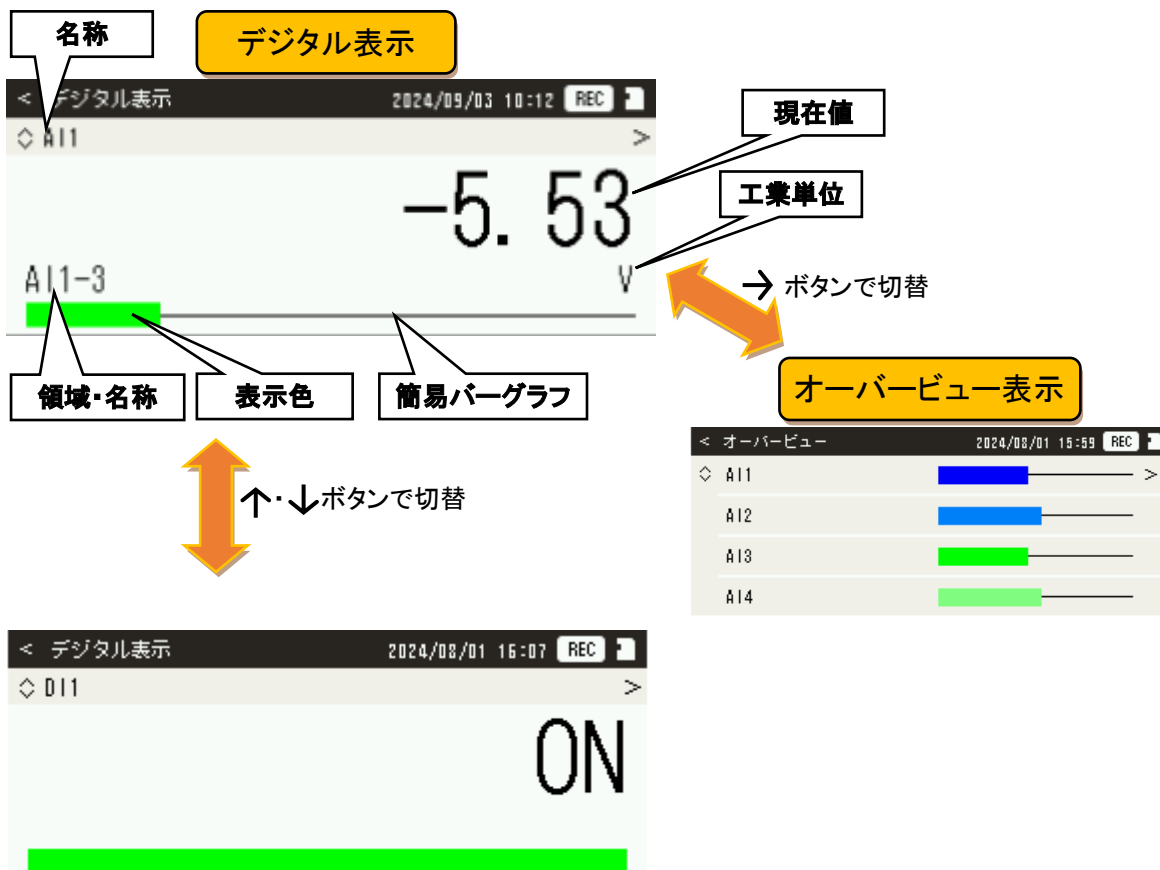 名称
デジタル表示
< デジタル表示 2024/09/03 10:12 REC
AI1 >
-5.53
AI1-3 V
現在値
工業単位
領域・名称
表示色
簡易バーグラフ
→ ボタンで切替
オーバービュー表示
< オーバービュー 2024/08/01 15:59 REC
AI1 >
AI2
AI3
AI4
↑・↓ボタンで切替
< デジタル表示 2024/08/01 16:07 REC
DI1 >
ON